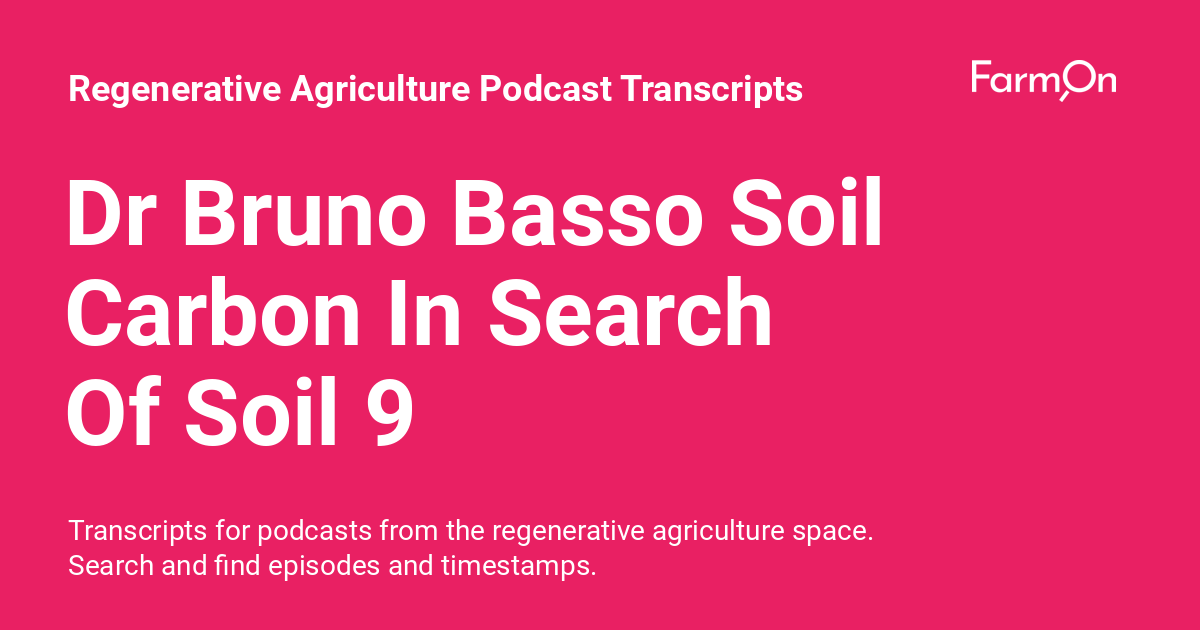 Regenerative Agriculture Podcast Transcripts
FarmOn
Dr Bruno Basso Soil
Carbon In Search
Of Soil 9
Transcripts for podcasts from the regenerative agriculture space.
Search and find episodes and timestamps.